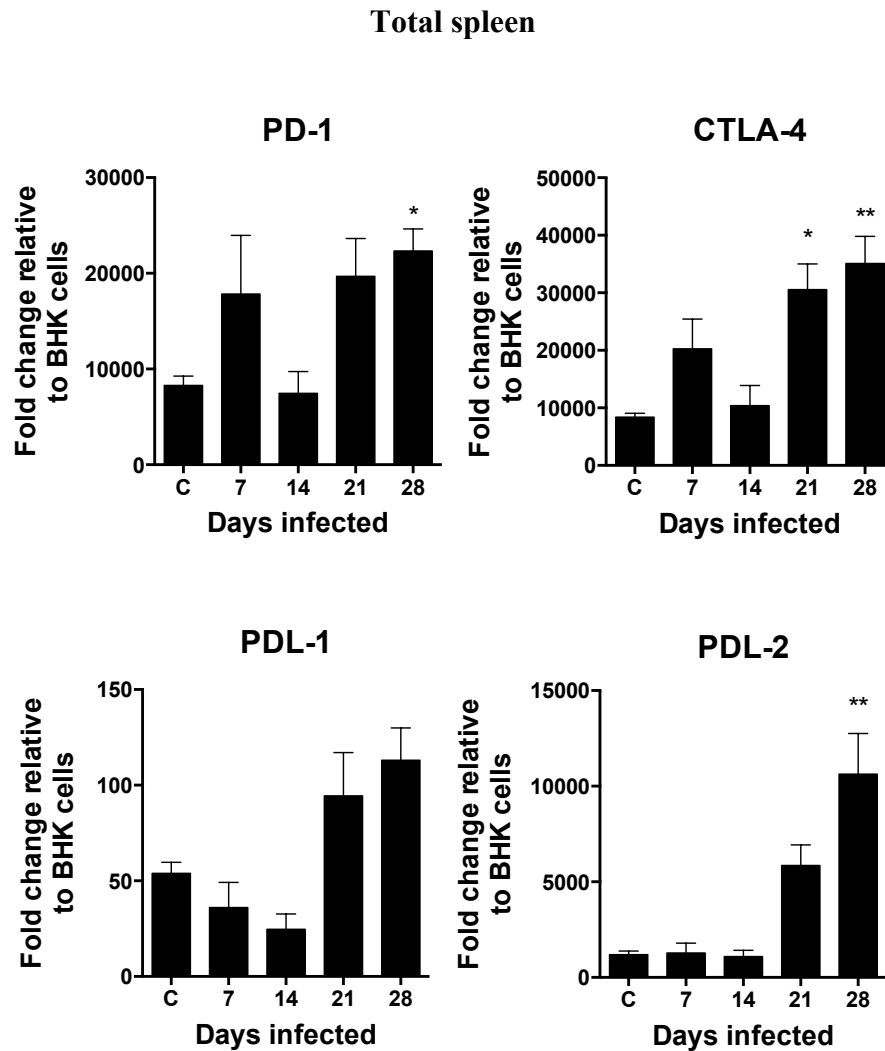 Total spleen
PD-1
Fold change relative
to BHK cells
30000
20000
10000
0
*
C 7 14 21 28
Days infected
CTLA-4
Fold change relative
to BHK cells
50000
40000
30000
20000
10000
0
*
**
C 7 14 21 28
Days infected
PDL-1
Fold change relative
to BHK cells
150
100
50
0
C 7 14 21 28
Days infected
PDL-2
Fold change relative
to BHK cells
15000
10000
5000
0
**
C 7 14 21 28
Days infected